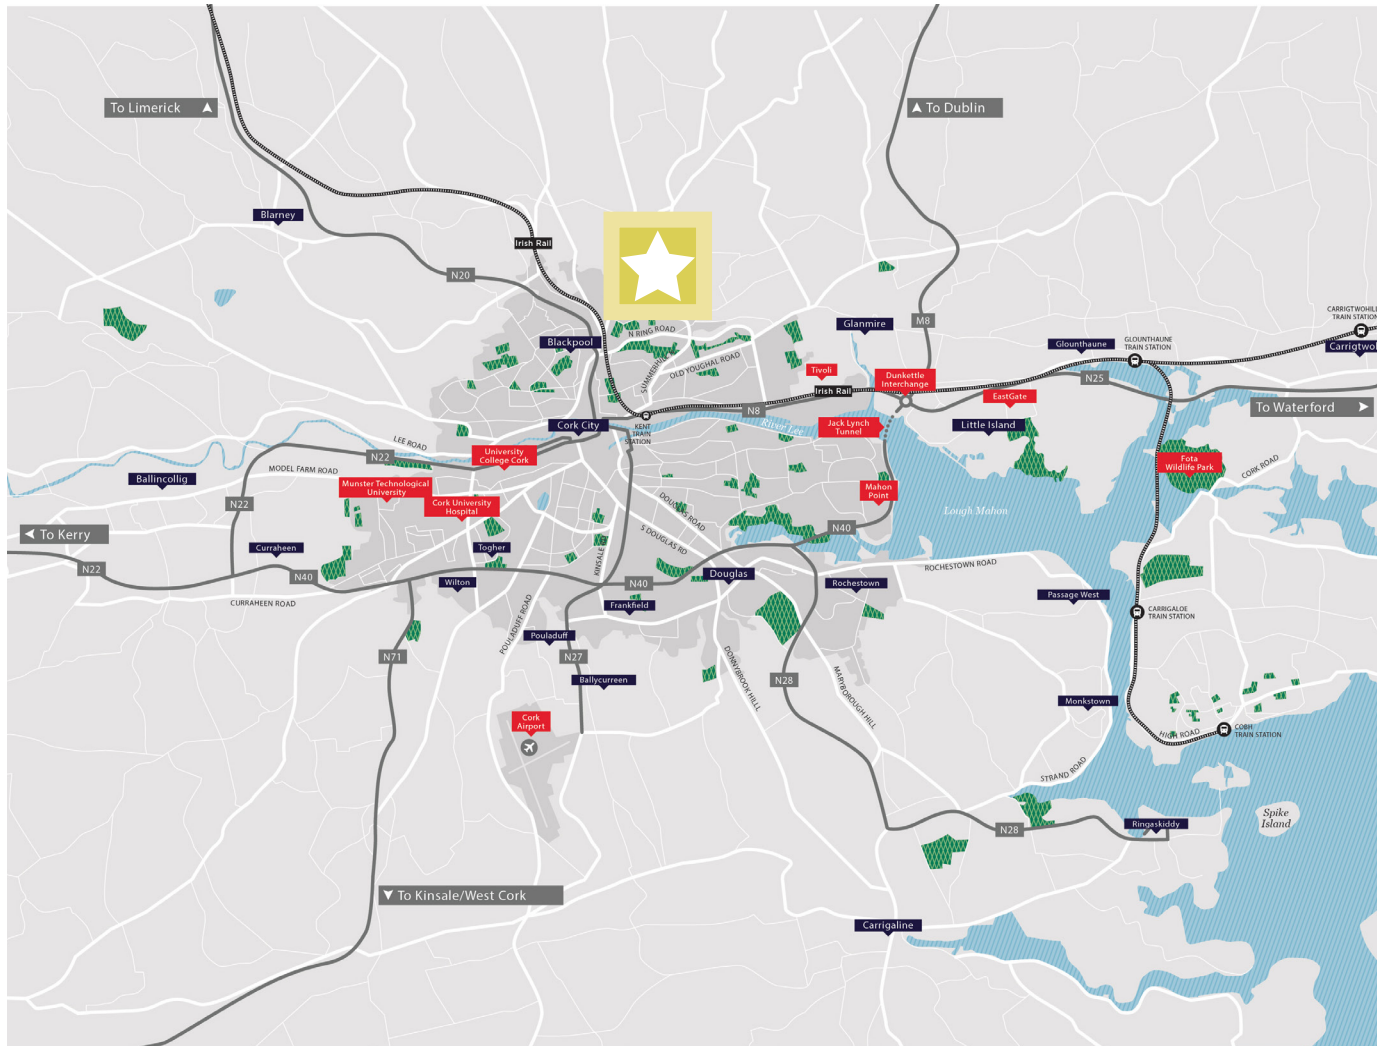 To Limerick
To Dublin
Blarney
Irish Rail
N20
M8
CARRIGTWOHILL
TRAIN STATION
Glanmire
N RING ROAD
Blackpool
GLOUNTHAUNE
TRAIN STATION
Glounthaune
Carrigtwohi
OLD YOUGHAL ROAD
Tivoli
Dunkettle
Interchange
N25
Irish Rail
EastGate
To Waterford
N8
KENT
TRAIN
STATION
Cork City
River Lee
Jack Lynch
Tunnel
Little Island
LEE ROAD
University
College Cork
N22
MODEL FARM ROAD
Fota
Wildlife Park
CORK ROAD
Ballincollig
Munster Technological
University
Mahon
Point
Cork University
Hospital
N22
DOUGLAS ROAD
Lough Mahon
To Kerry
S DOUGLAS RD
N40
Curraheen
Togher
N22
N40
Wilton
N40
Douglas
Rochestown
ROCHESTOWN ROAD
CURRAHEEN ROAD
Frankfield
Passage West
CARRIGALOE
TRAIN STATION
POULADUFF ROAD
Pouladuff
N71
N27
DONNYBROOK HILLL
MARYBOROUGH HILL
Ballycurreen
N28
Monkstown
Cork
Airport
HIGH ROAD
COBH
TRAIN STATION
STRAND ROAD
Spike
Island
N28
Ringaskiddy
To Kinsale/West Cork
Carrigaline